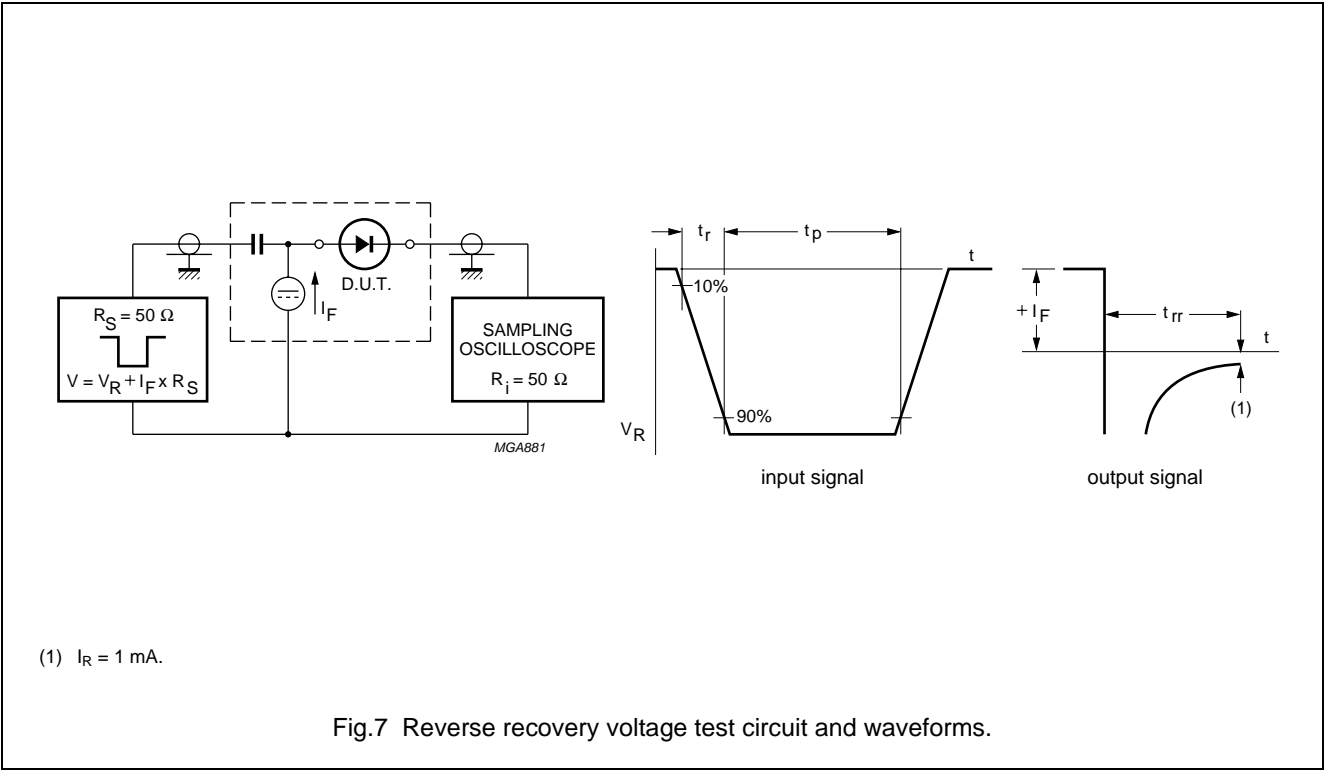 R_S = 50 Ω
V = V_R + I_F x R_S
I_F
D.U.T.
SAMPLING
OSCILLOSCOPE
R_i = 50 Ω
MGA881
t_r
t_p
t
10%
90%
V_R
input signal
+ I_F
t_rr
t
(1)
output signal
(1) I_R = 1 mA.
Fig.7 Reverse recovery voltage test circuit and waveforms.